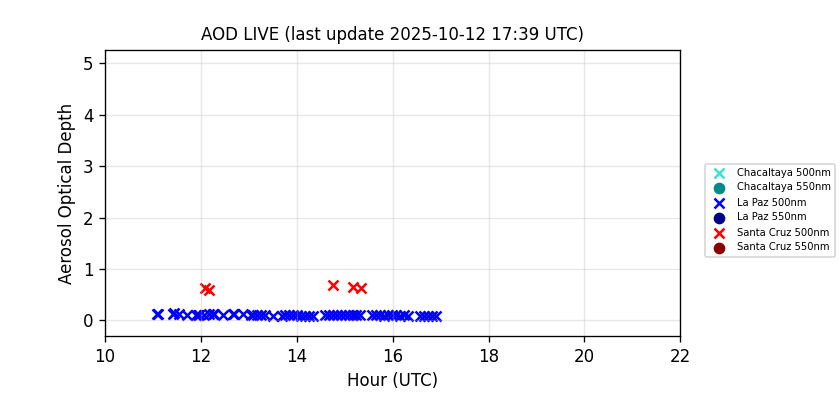 AOD LIVE (last update 2025-10-12 17:39 UTC)
Aerosol Optical Depth
5
4
3
2
1
0
10 12 14 16 18 20 22
Hour (UTC)
Chacaltaya 500nm
Chacaltaya 550nm
La Paz 500nm
La Paz 550nm
Santa Cruz 500nm
Santa Cruz 550nm